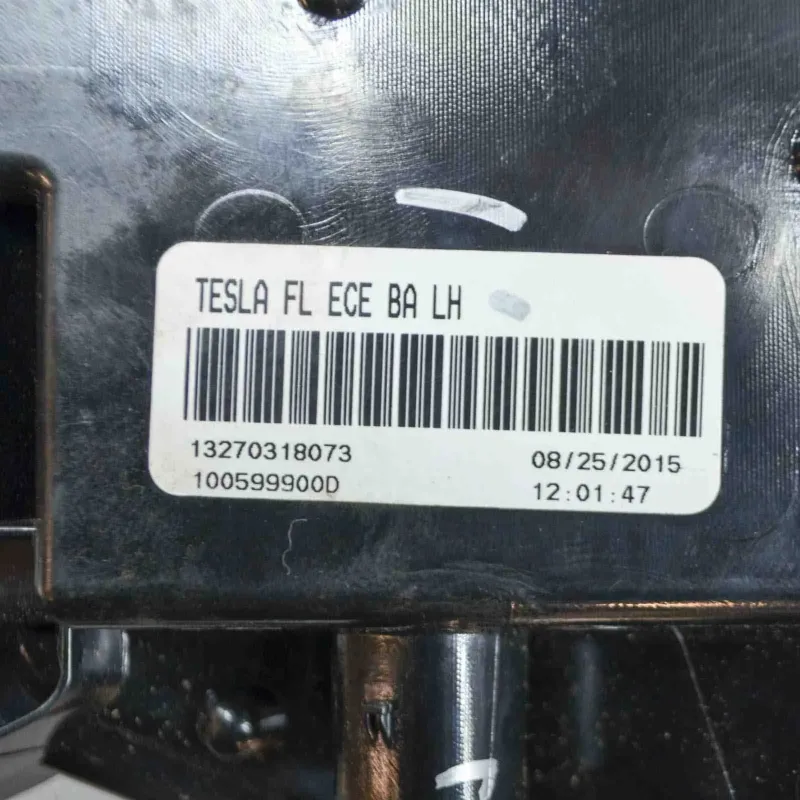 TESLA FL ECE BA LH
13270318073
08/25/2015
100599900D
12:01:47
M